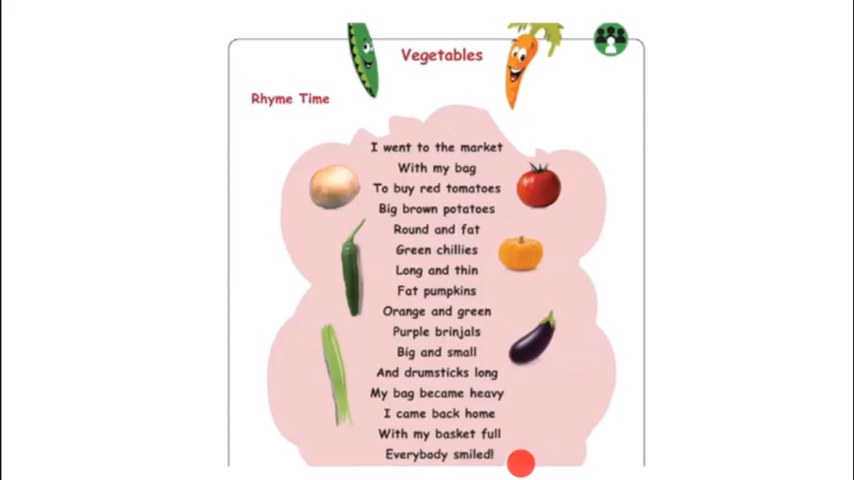 Vegetables
Rhyme Time
I went to the market
With my bag
To buy red tomatoes
Big brown potatoes
Round and fat
Green chillies
Long and thin
Fat pumpkins
Orange and green
Purple brinjals
Big and small
And drumsticks long
My bag became heavy
I came back home
With my basket full
Everybody smiled!